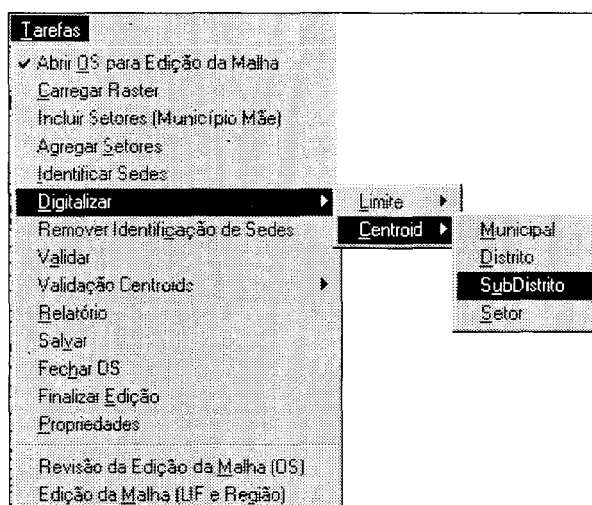 Tarefas
✓ Abrir OS para Edição da Malha
Carregar Raster
Incluir Setores (Município Mãe)
Agregar Setores
Identificar Sedes
Digitalizar
Remover Identificação de Sedes
Validar
Validação Centroide
Relatório
Salvar
Fechar OS
Finalizar Edição
Propriedades
Revisão da Edição da Malha (OS)
Edição da Malha (UF e Região)
Limite
Centroid
Municipal
Distrito
SubDistrito
Setor